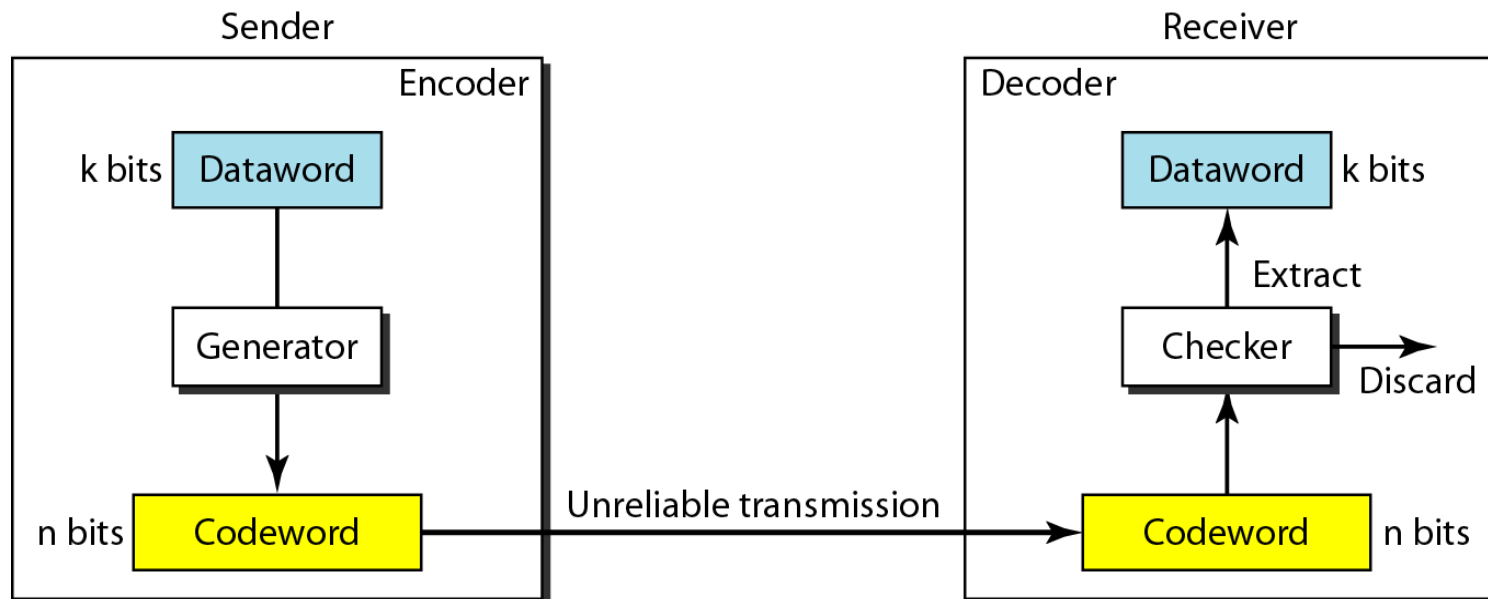 Sender
Encoder
k bits
Dataword
Generator
n bits
Codeword
Unreliable transmission
Receiver
Decoder
Dataword
k bits
Extract
Checker
Discard
Codeword
n bits